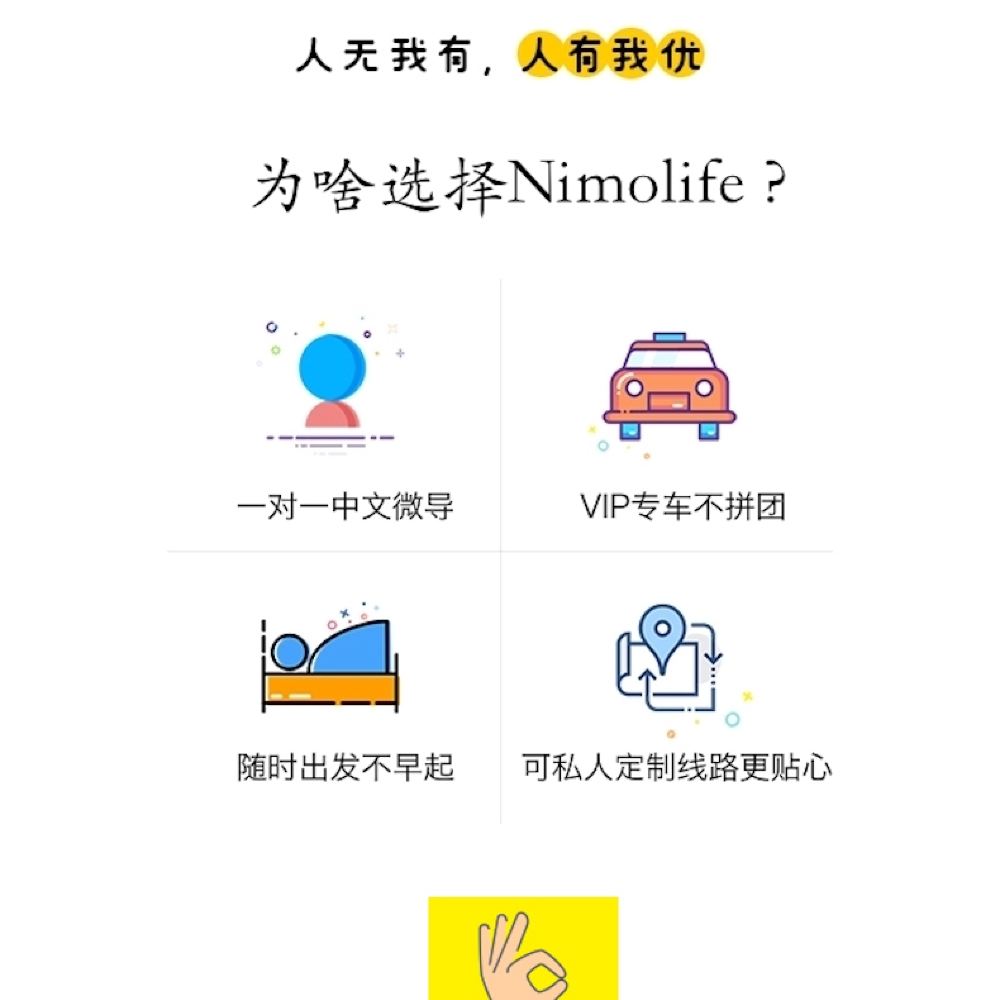 人无我有，人有我优
为啥选择Nimolife？
一对一中文微导
VIP专车不拼团
随时出发不早起
可私人定制线路更贴心